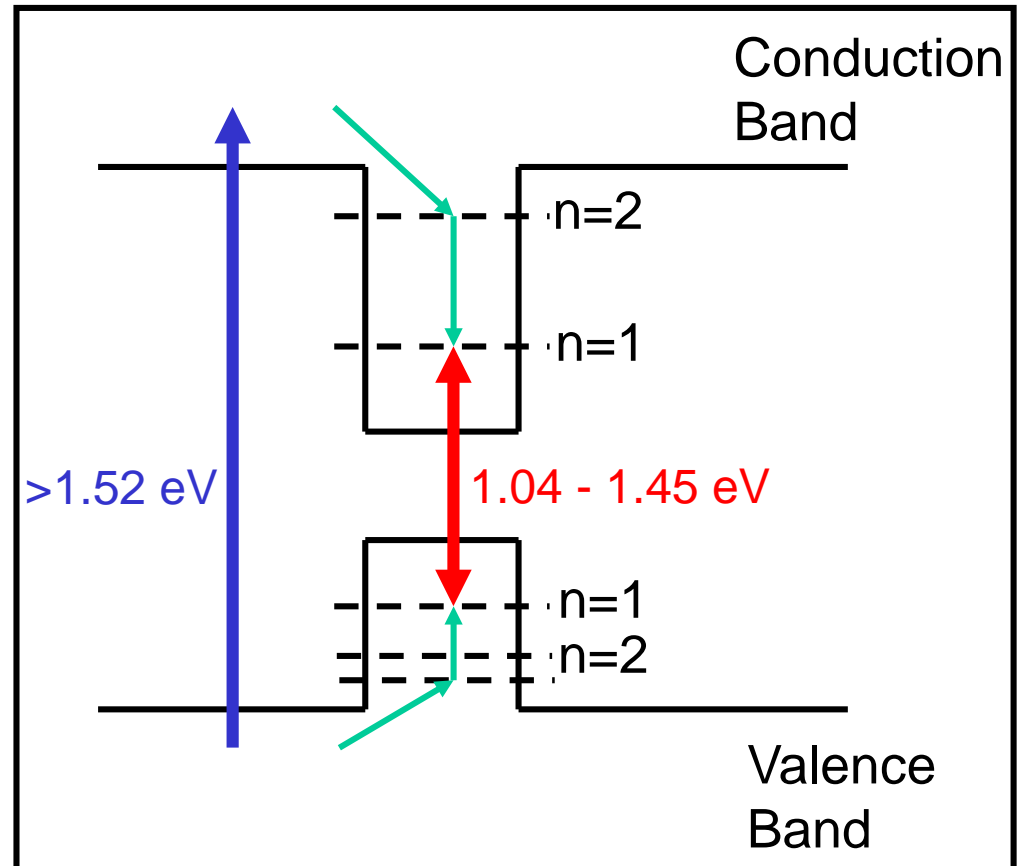 Conduction
Band
n=2
n=1
>1.52 eV
1.04 - 1.45 eV
n=1
n=2
Valence
Band